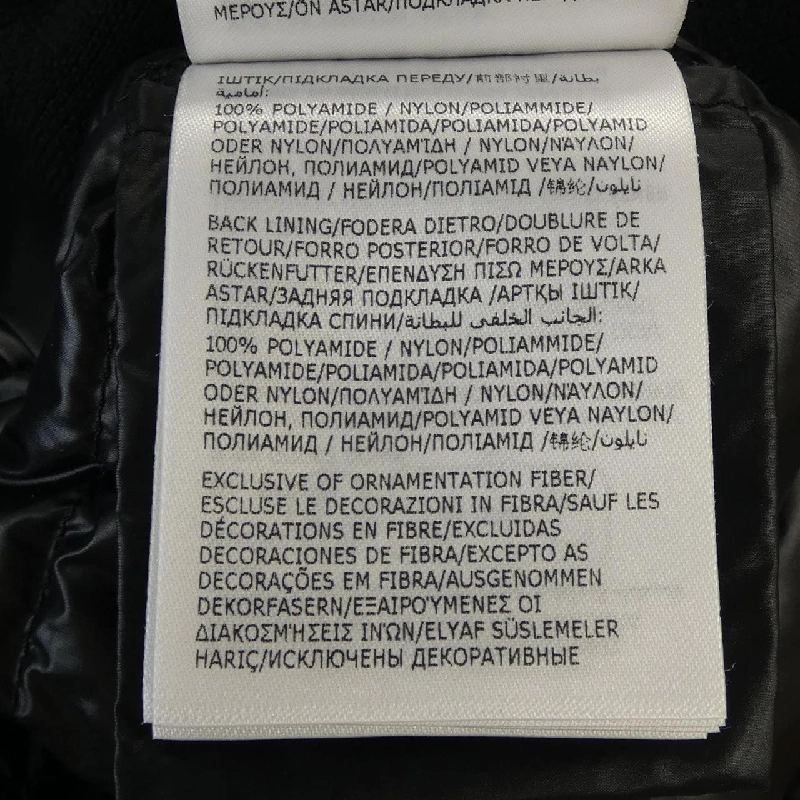 ΜΕΡΟΥΣ/ÖN ASTAR/ПОДКЛАДКА
ІШТІК/ПІДКЛАДКА ПЕРЕДУ/前部衬里/بطانة
أمامية:
100% POLYAMIDE / NYLON/POLIAMMIDE/
POLYAMIDE/POLIAMIDA/POLIAMIDA/POLYAMID
ODER NYLON/ΠΟΛΥΑΜΊΔΗ / NYLON/ΝΆΥΛΟΝ/
НЕЙЛОН, ПОЛИАМИД/POLYAMID VEYA NAYLON/
ПОЛИАМИД / НЕЙЛОН/ПОЛІАМІД /锦纶/نايلون
BACK LINING/FODERA DIETRO/DOUBLURE DE
RETOUR/FORRO POSTERIOR/FORRO DE VOLTA/
RÜCKENFUTTER/ΕΠΕΝΔΥΣΗ ΠΙΣΩ ΜΕΡΟΥΣ/ARKA
ASTAR/ЗАДНЯЯ ПОДКЛАДКА /АРТҚЫ ІШТІК/
ПІДКЛАДКА СПИНИ/الجانب الخلفى للبطانة:
100% POLYAMIDE / NYLON/POLIAMMIDE/
POLYAMIDE/POLIAMIDA/POLIAMIDA/POLYAMID
ODER NYLON/ΠΟΛΥΑΜΊΔΗ / NYLON/ΝΆΥΛΟΝ/
НЕЙЛОН, ПОЛИАМИД/POLYAMID VEYA NAYLON/
ПОЛИАМИД / НЕЙЛОН/ПОЛІАМІД /锦纶/نايلون
EXCLUSIVE OF ORNAMENTATION FIBER/
ESCLUSE LE DECORAZIONI IN FIBRA/SAUF LES
DÉCORATIONS EN FIBRE/EXCLUIDAS
DECORACIONES DE FIBRA/EXCEPTO AS
DECORAÇÕES EM FIBRA/AUSGENOMMEN
DEKORFASERN/ΕΞΑΙΡΟΎΜΕΝΕΣ ΟΙ
ΔΙΑΚΟΣΜΉΣΕΙΣ ΙΝΏΝ/ELYAF SÜSLEMELER
HARIÇ/ИСКЛЮЧЕНЫ ДЕКОРАТИВНЫЕ